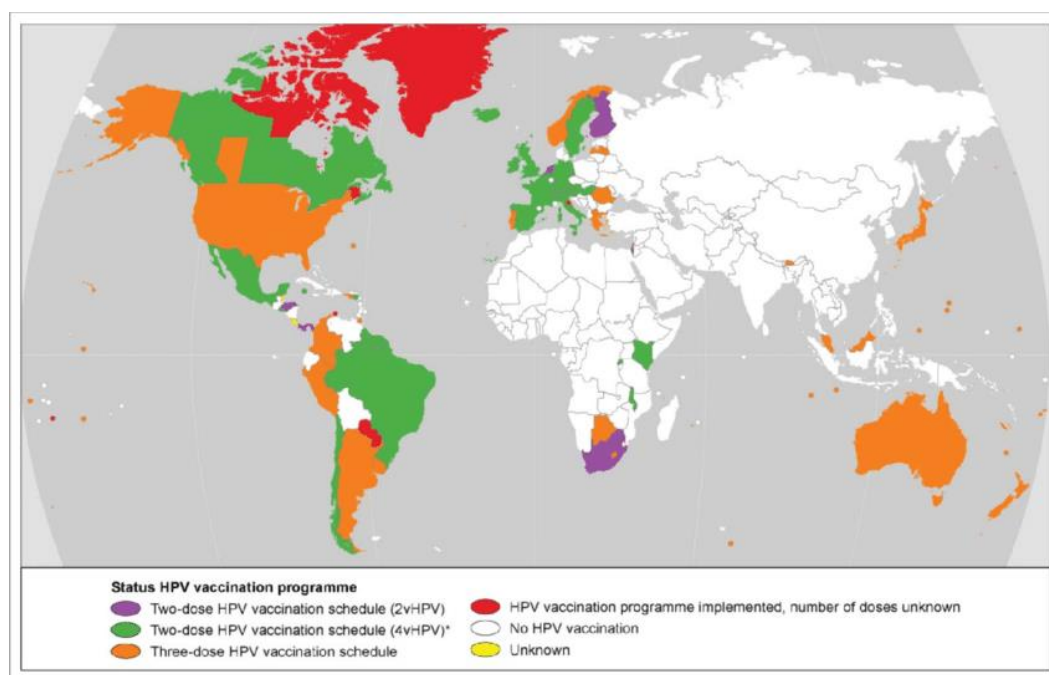 Status HPV vaccination programme
Two-dose HPV vaccination schedule (2vHPV)
Two-dose HPV vaccination schedule (4vHPV)*
Three-dose HPV vaccination schedule
HPV vaccination programme implemented, number of doses unknown
No HPV vaccination
Unknown